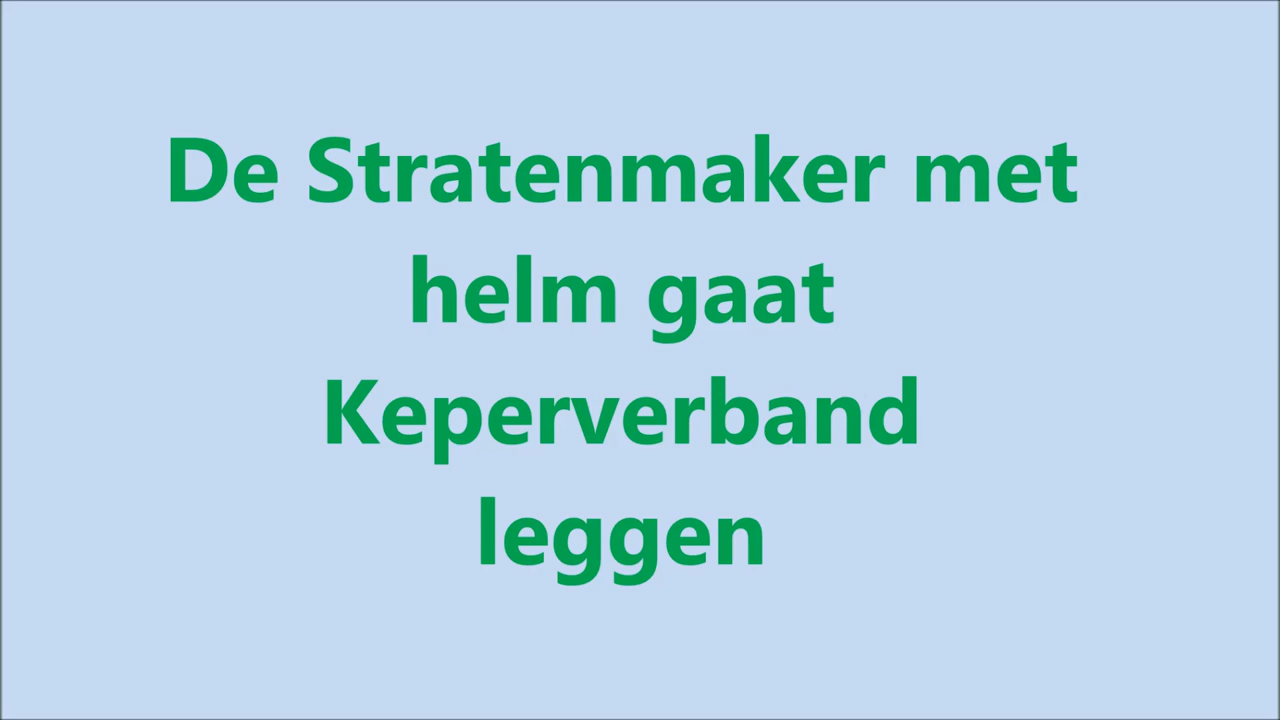 De Stratenmaker met
helm gaat
Keperverband
leggen